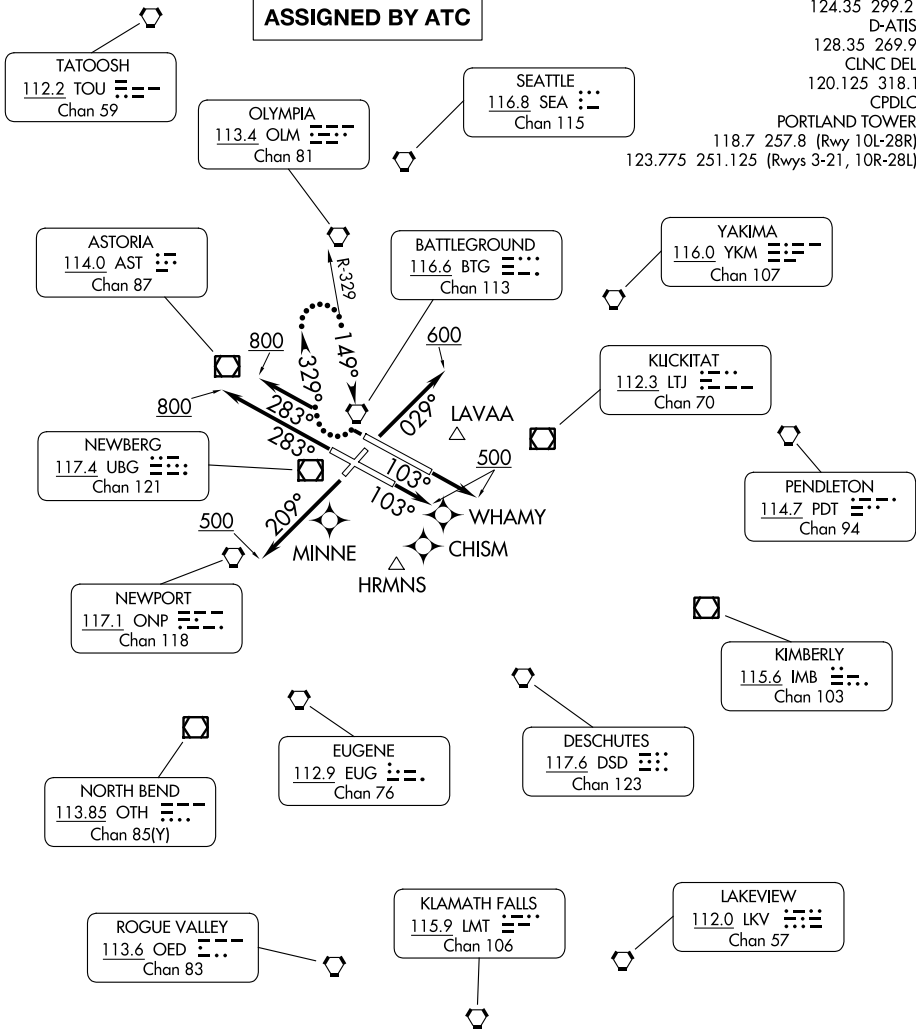 ASSIGNED BY ATC
124.35 299.2
D-ATIS
128.35 269.9
CLNC DEL
120.125 318.1
CPDLC
PORTLAND TOWER
118.7 257.8 (Rwy 10L-28R)
123.775 251.125 (Rwys 3-21, 10R-28L)
TATOOSH
112.2 TOU
Chan 59
OLYMPIA
113.4 OLM
Chan 81
SEATTLE
116.8 SEA
Chan 115
ASTORIA
114.0 AST
Chan 87
BATTLEGROUND
116.6 BTG
Chan 113
YAKIMA
116.0 YKM
Chan 107
R-329
149°
329°
800
283°
800
283°
600
029°
LAVAA
KLICKITAT
112.3 LTJ
Chan 70
NEWBERG
117.4 UBG
Chan 121
103°
500
103°
WHAMY
209°
500
MINNE
CHISM
HRMNS
PENDLETON
114.7 PDT
Chan 94
NEWPORT
117.1 ONP
Chan 118
KIMBERLY
115.6 IMB
Chan 103
EUGENE
112.9 EUG
Chan 76
DESCHUTES
117.6 DSD
Chan 123
NORTH BEND
113.85 OTH
Chan 85(Y)
ROGUE VALLEY
113.6 OED
Chan 83
KLAMATH FALLS
115.9 LMT
Chan 106
LAKEVIEW
112.0 LKV
Chan 57